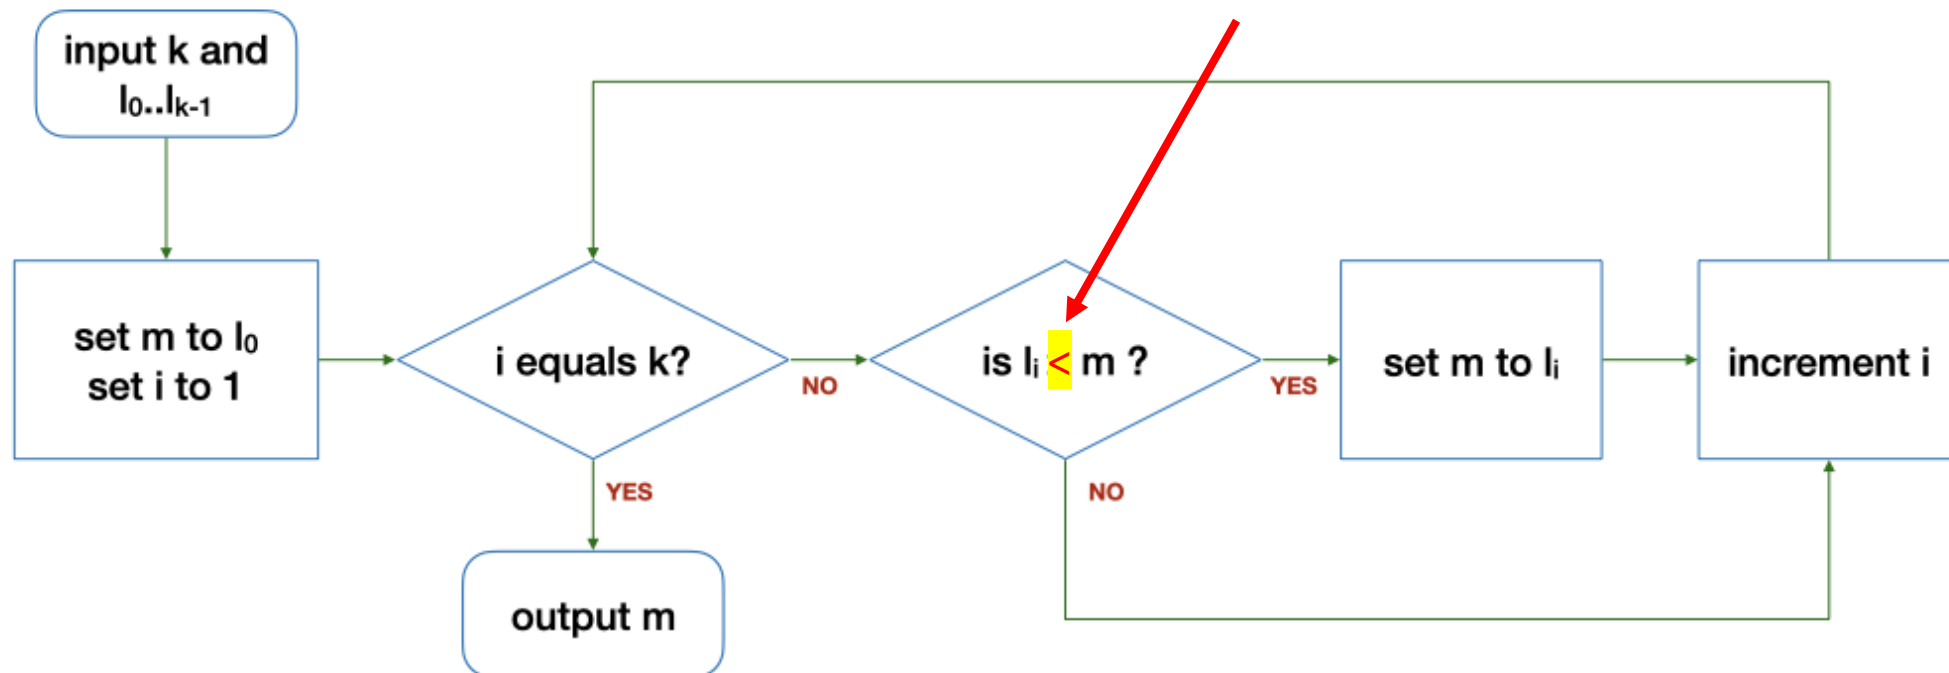 input k and
l₀..lₖ₋₁
set m to l₀
set i to 1
i equals k?
NO
YES
is lᵢ < m ?
YES
NO
set m to lᵢ
increment i
output m